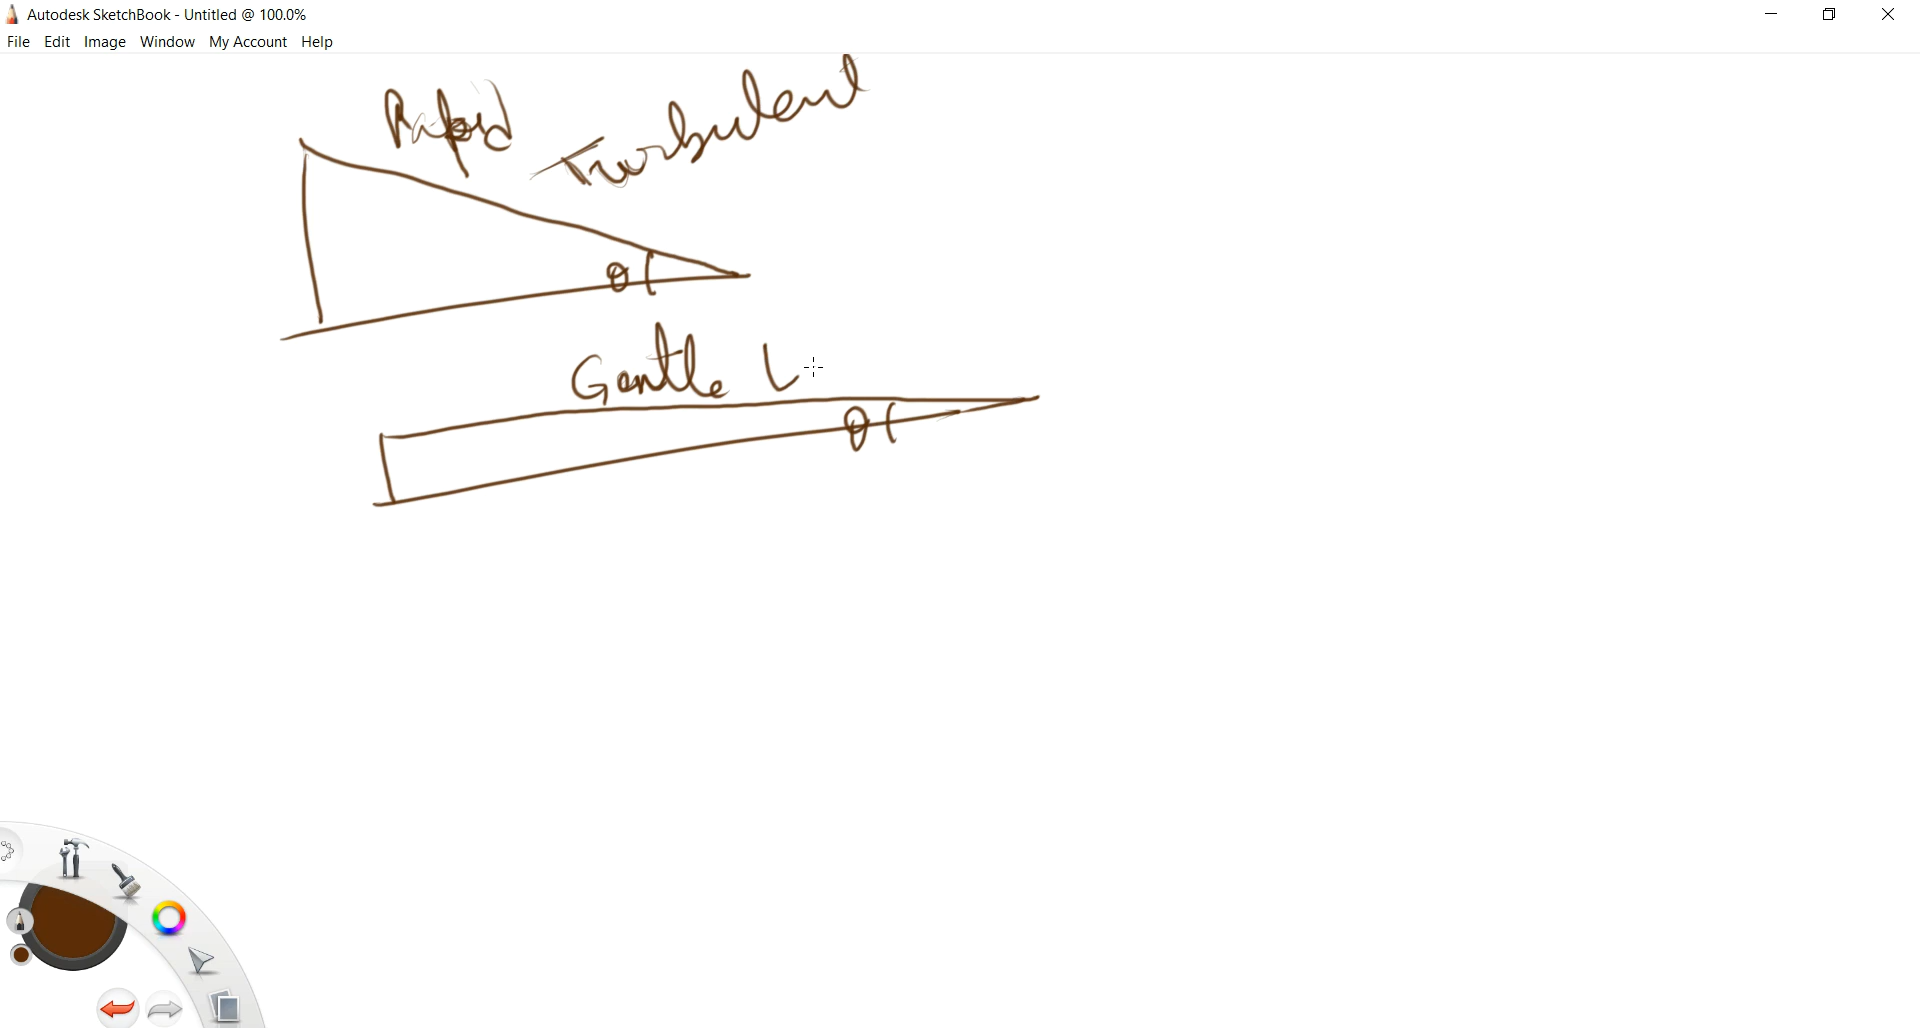 Autodesk SketchBook - Untitled @ 100.0%
File Edit Image Window My Account Help
Rapid Turbulent
θ
Gentle L
θ